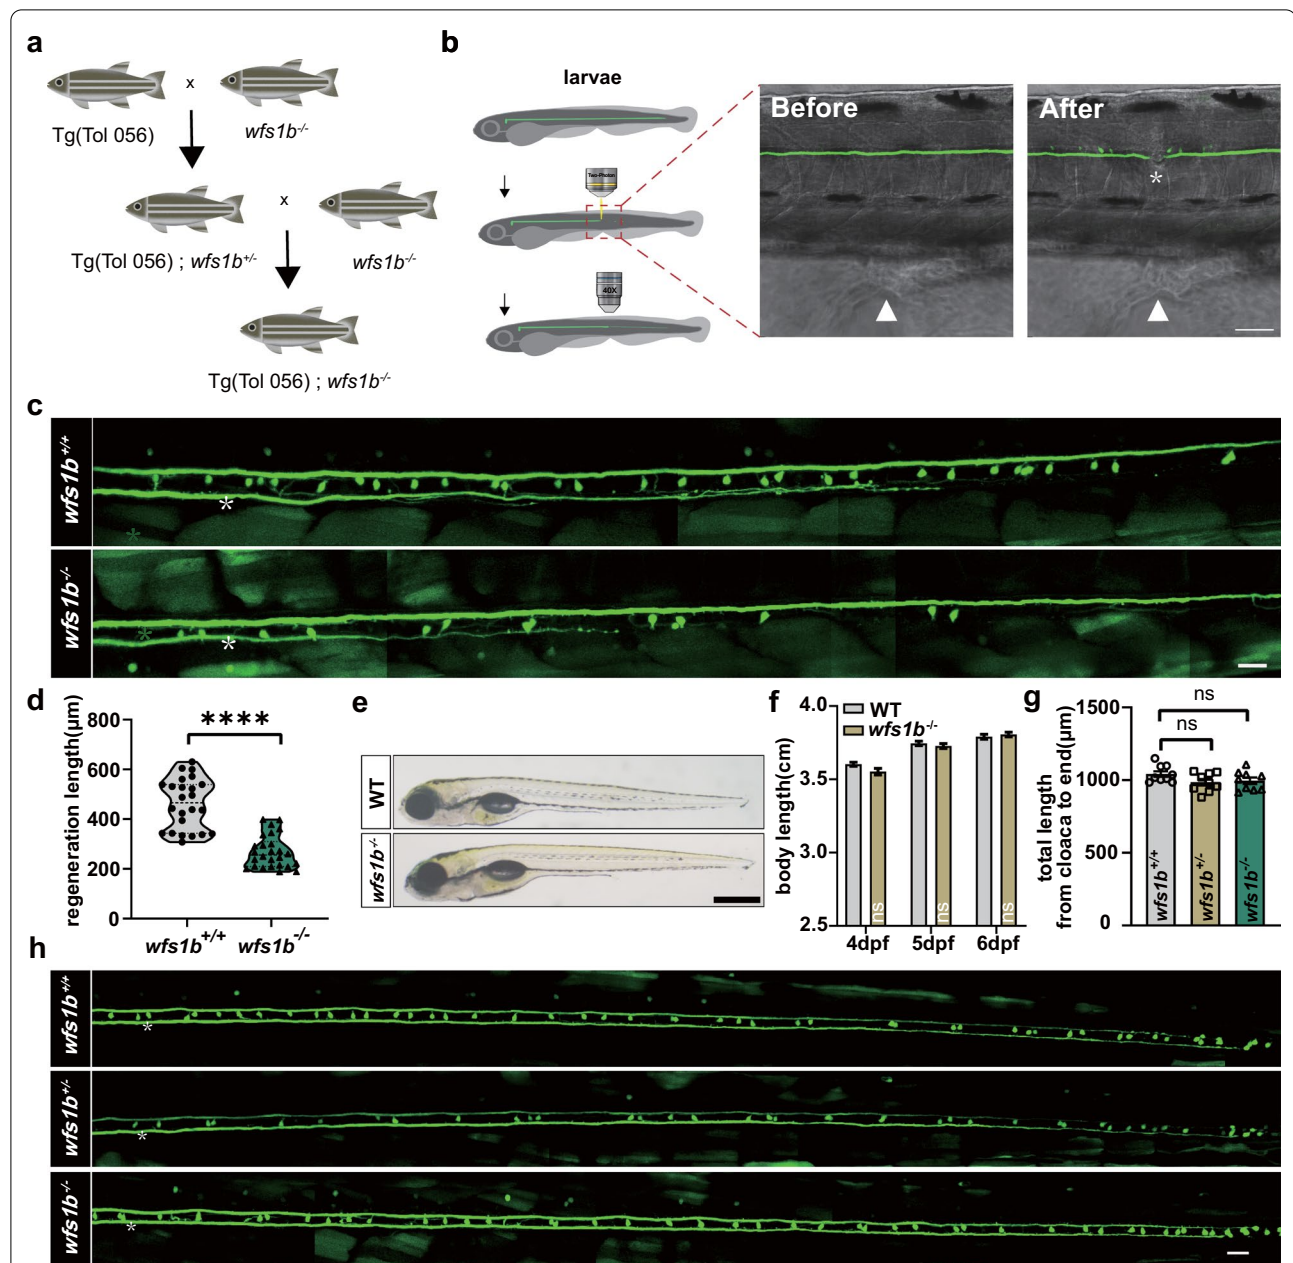 a
x
Tg(Tol 056)
wfs1b-/-
x
Tg(Tol 056) ; wfs1b+/-
wfs1b-/-
Tg(Tol 056) ; wfs1b-/-
b
larvae
Two-Photon
40X
Before
After
*
c
wfs1b+/+
*
*
wfs1b-/-
*
*
d
regeneration length(μm)
800
600
400
200
0
****
wfs1b+/+
wfs1b-/-
e
WT
wfs1b-/-
f
body length(cm)
4.0
3.5
3.0
2.5
WT
wfs1b-/-
ns
ns
ns
4dpf
5dpf
6dpf
g
total length
from cloaca to end(μm)
1500
1000
500
0
ns
ns
wfs1b+/+
wfs1b+/-
wfs1b-/-
h
wfs1b+/+
*
wfs1b+/-
*
wfs1b-/-
*